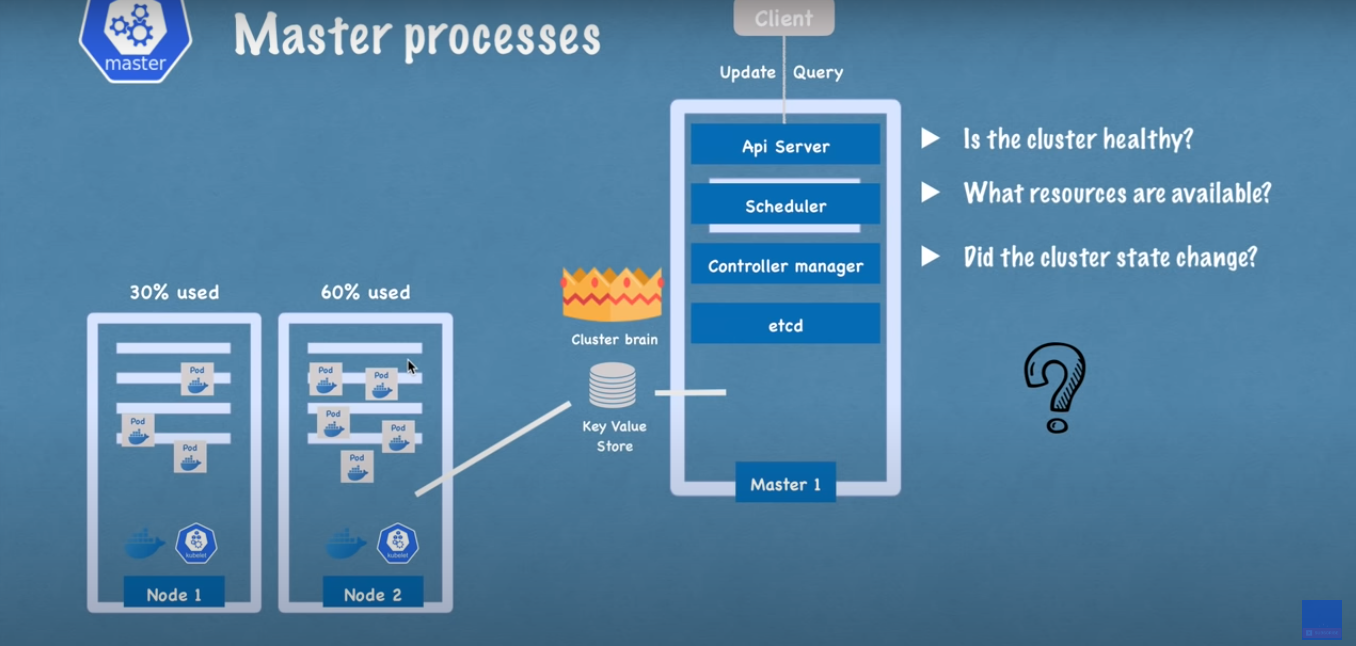 master
Master processes
Client
Update
Query
Api Server
Scheduler
Controller manager
etcd
Master 1
Is the cluster healthy?
What resources are available?
Did the cluster state change?
?
Cluster brain
Key Value
Store
30% used
Pod
Pod
Pod
kubelet
Node 1
60% used
Pod
Pod
Pod
Pod
Pod
kubelet
Node 2